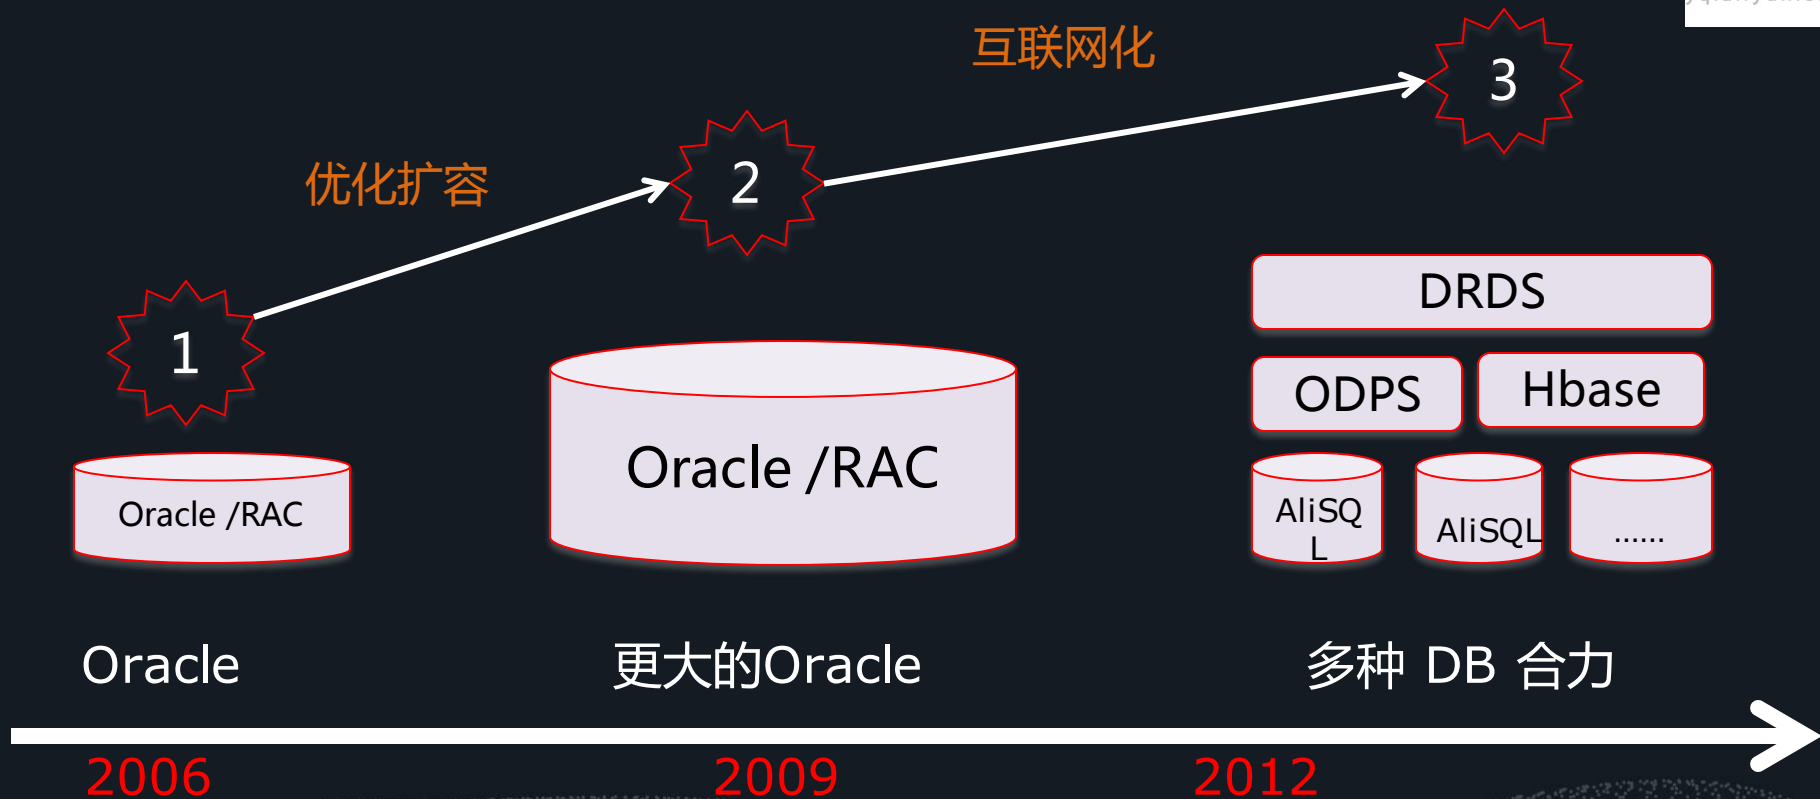 互联网化
3
优化扩容
2
1
DRDS
ODPS
Hbase
Oracle /RAC
Oracle /RAC
AliSQ
L
AliSQL
......
Oracle
更大的Oracle
多种 DB 合力
2006
2009
2012